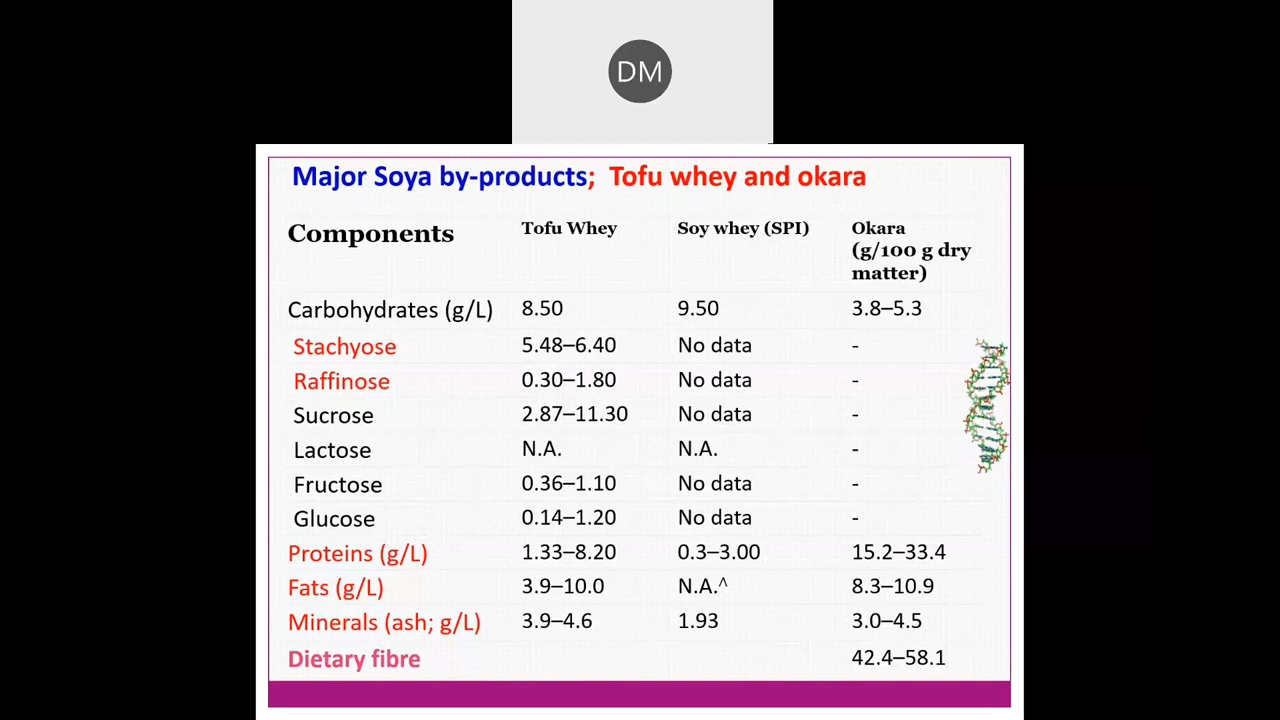 DM
Major Soya by-products; Tofu whey and okara
Components Tofu Whey Soy whey (SPI) Okara
(g/100 g dry
matter)
Carbohydrates (g/L) 8.50 9.50 3.8–5.3
Stachyose 5.48–6.40 No data -
Raffinose 0.30–1.80 No data -
Sucrose 2.87–11.30 No data -
Lactose N.A. N.A. -
Fructose 0.36–1.10 No data -
Glucose 0.14–1.20 No data -
Proteins (g/L) 1.33–8.20 0.3–3.00 15.2–33.4
Fats (g/L) 3.9–10.0 N.A.^ 8.3–10.9
Minerals (ash; g/L) 3.9–4.6 1.93 3.0–4.5
Dietary fibre 42.4–58.1